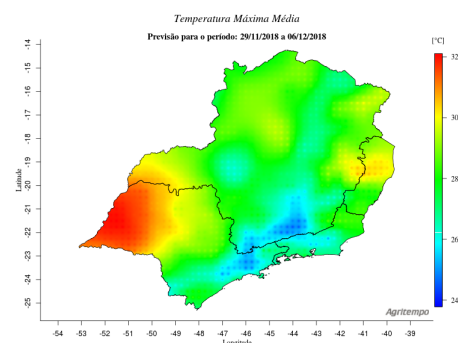 Temperatura Máxima Média
Previsão para o período: 29/11/2018 a 06/12/2018
[°C]
-14
-15
-16
-17
-18
-19
-20
-21
-22
-23
-24
-25
Latitude
32
30
28
26
24
Agritempo
-54 -53 -52 -51 -50 -49 -48 -47 -46 -45 -44 -43 -42 -41 -40 -39
Longitude